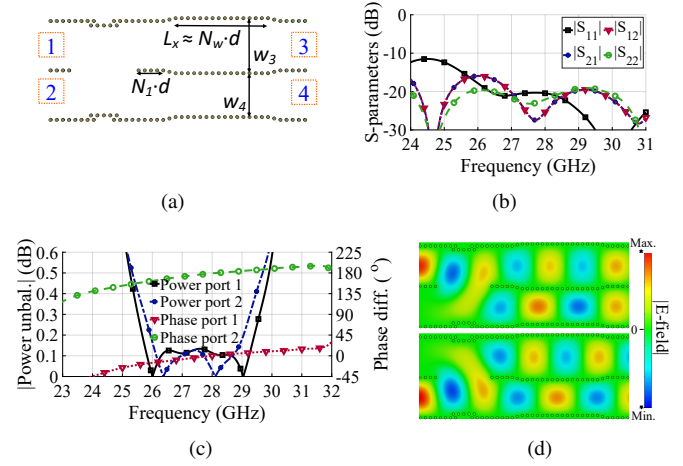 1
2
3
4
Lₓ ≈ N_w·d
N₁·d
w₃
w₄
(a)
S-parameters (dB)
0
-10
-20
-30
|S₁₁| |S₁₂|
|S₂₁| |S₂₂|
24 25 26 27 28 29 30 31
Frequency (GHz)
(b)
|Power unbal.| (dB)
0.6
0.5
0.4
0.3
0.2
0.1
0
Power port 1
Power port 2
Phase port 1
Phase port 2
225
180
135
90
45
0
-45
Phase diff. (°)
23 24 25 26 27 28 29 30 31 32
Frequency (GHz)
(c)
Max.
0
Min.
|E-field|
(d)